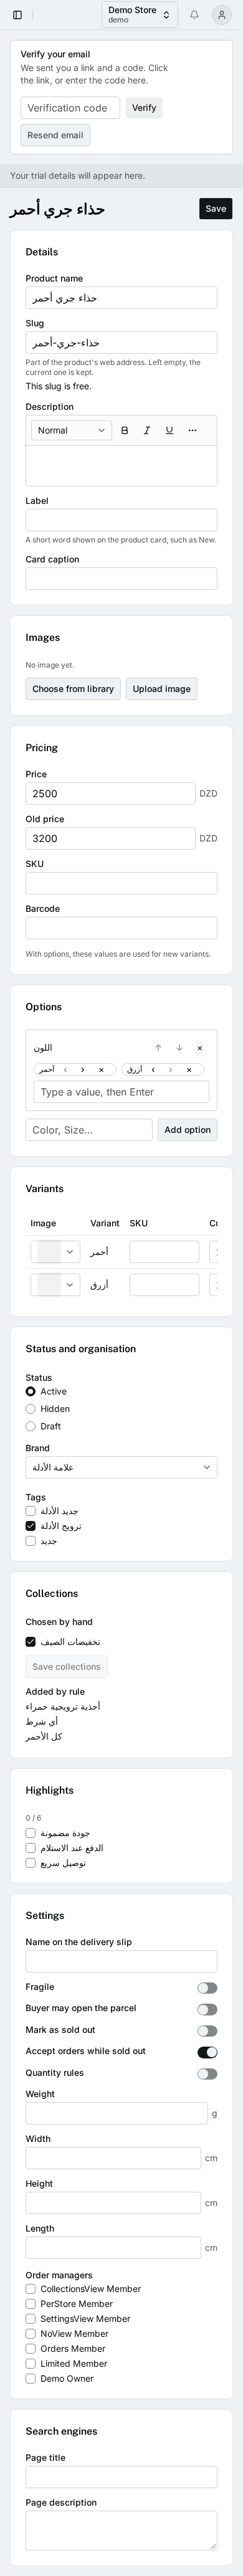 Demo Store
demo
Verify your email
We sent you a link and a code. Click
the link, or enter the code here.
Verification code
Verify
Resend email
Your trial details will appear here.
حذاء جري أحمر
Save
Details
Product name
حذاء جري أحمر
Slug
حذاء-جري-أحمر
Part of the product's web address. Left empty, the
current one is kept.
This slug is free.
Description
Normal
B I U ...
Label
A short word shown on the product card, such as New.
Card caption
Images
No image yet.
Choose from library
Upload image
Pricing
Price
2500 DZD
Old price
3200 DZD
SKU
Barcode
With options, these values are used for new variants.
Options
اللون
أحمر
أزرق
Type a value, then Enter
Color, Size...
Add option
Variants
Image Variant SKU
أحمر
أزرق
Status and organisation
Status
Active
Hidden
Draft
Brand
علامة الأدلة
Tags
جديد الأدلة
ترويج الأدلة
جديد
Collections
Chosen by hand
تخفيضات الصيف
Save collections
Added by rule
أحذية ترويجية حمراء
أي شرط
كل الأحمر
Highlights
0 / 6
جودة مضمونة
الدفع عند الاستلام
توصيل سريع
Settings
Name on the delivery slip
Fragile
Buyer may open the parcel
Mark as sold out
Accept orders while sold out
Quantity rules
Weight
g
Width
cm
Height
cm
Length
cm
Order managers
CollectionsView Member
PerStore Member
SettingsView Member
NoView Member
Orders Member
Limited Member
Demo Owner
Search engines
Page title
Page description